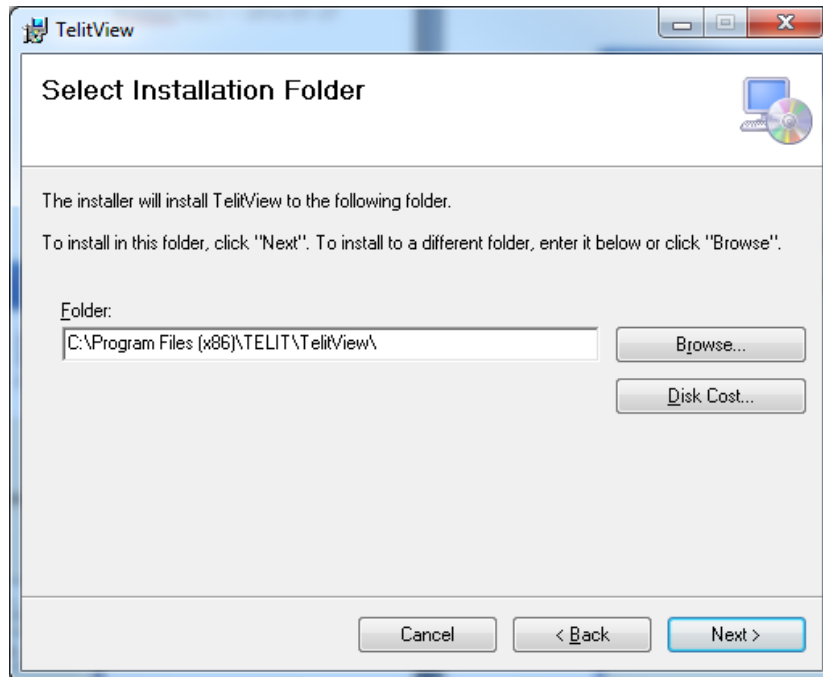 TelitView
Select Installation Folder
The installer will install TelitView to the following folder.
To install in this folder, click "Next". To install to a different folder, enter it below or click "Browse".
Folder:
C:\Program Files (x86)\TELIT\TelitView\
Browse...
Disk Cost...
Cancel
< Back
Next >